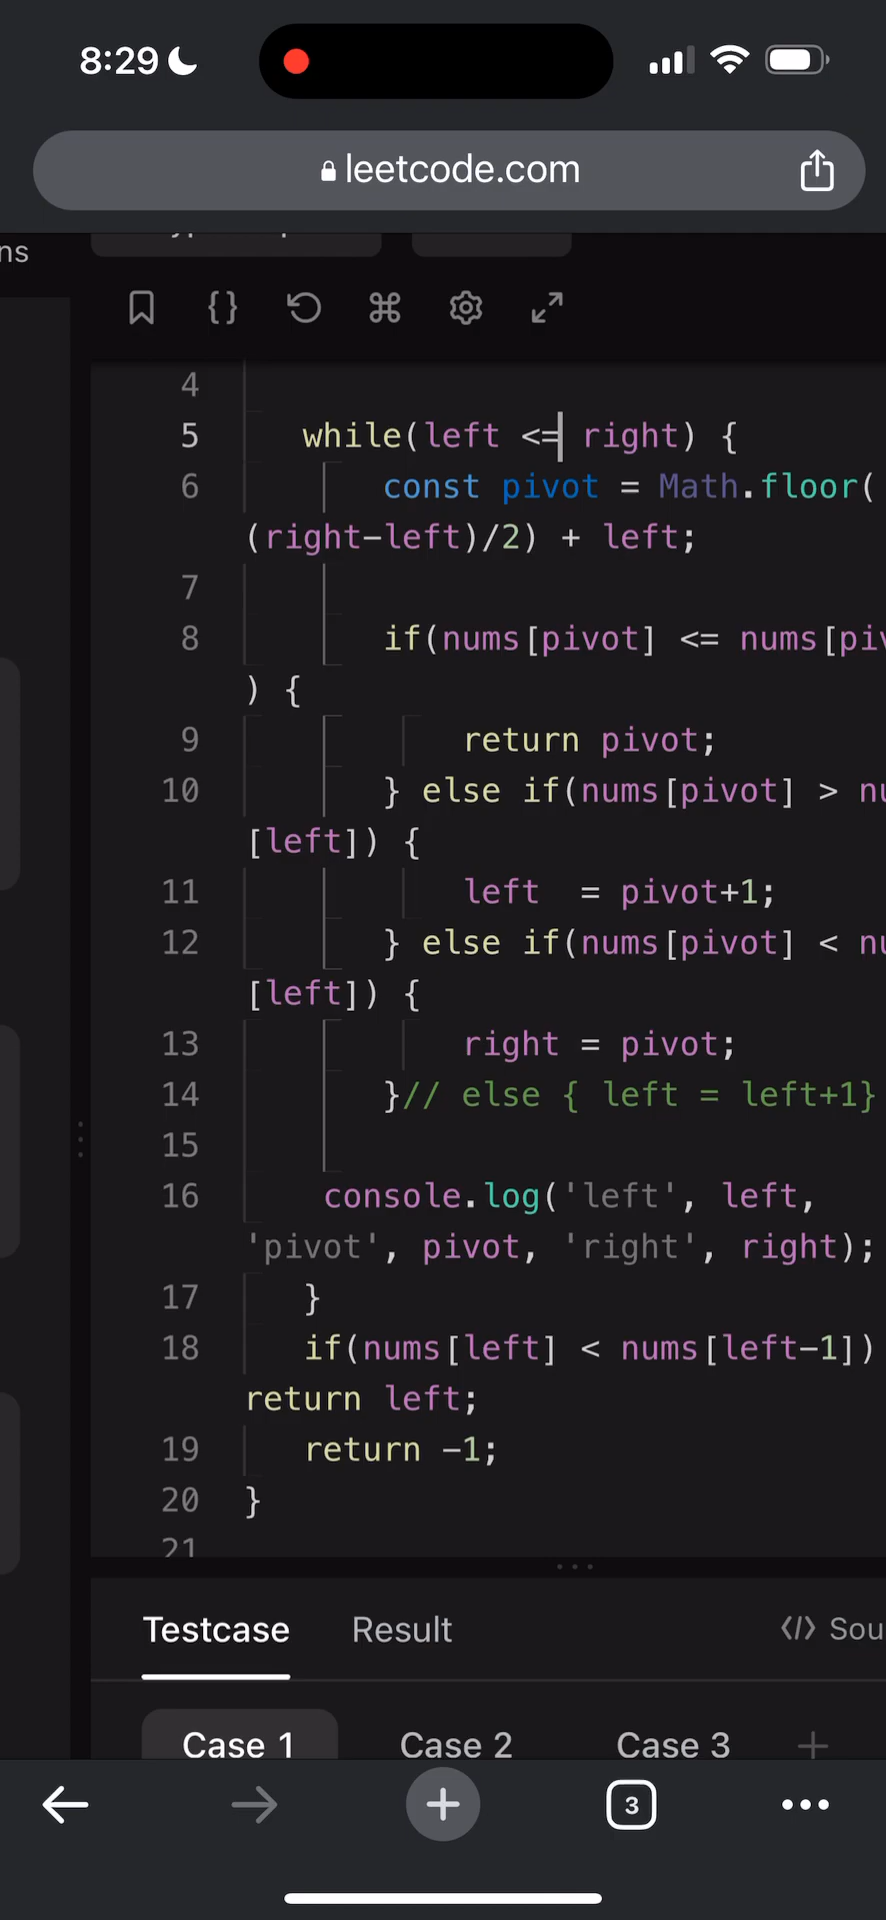 8:29
leetcode.com
ns
4
5 while(left <= right) {
6 const pivot = Math.floor(
(right-left)/2) + left;
7
8 if(nums[pivot] <= nums[piv
) {
9 return pivot;
10 } else if(nums[pivot] > nu
[left]) {
11 left  = pivot+1;
12 } else if(nums[pivot] < nu
[left]) {
13 right = pivot;
14 }// else { left = left+1}
15
16 console.log('left', left,
'pivot', pivot, 'right', right);
17 }
18 if(nums[left] < nums[left-1])
return left;
19 return -1;
20 }
21
Testcase Result </> Sou
Case 1 Case 2 Case 3 +
3